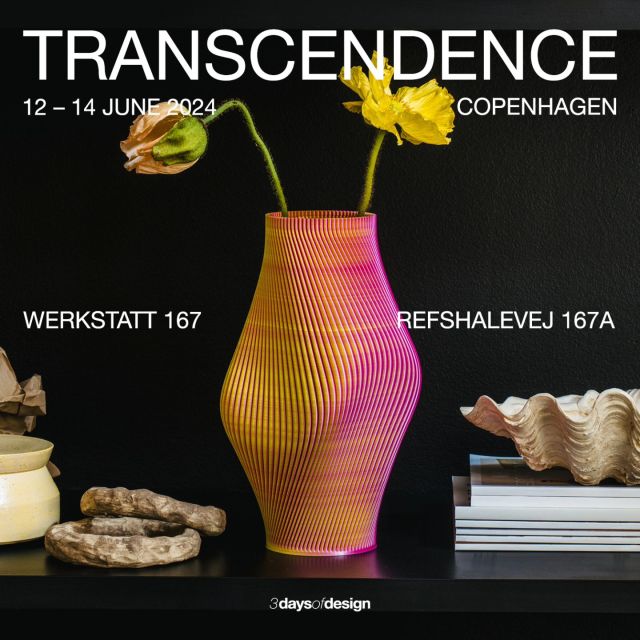 TRANSCENDENCE
12 – 14 JUNE 2024 COPENHAGEN
WERKSTATT 167 REFSHALEVEJ 167A
3daysofdesign